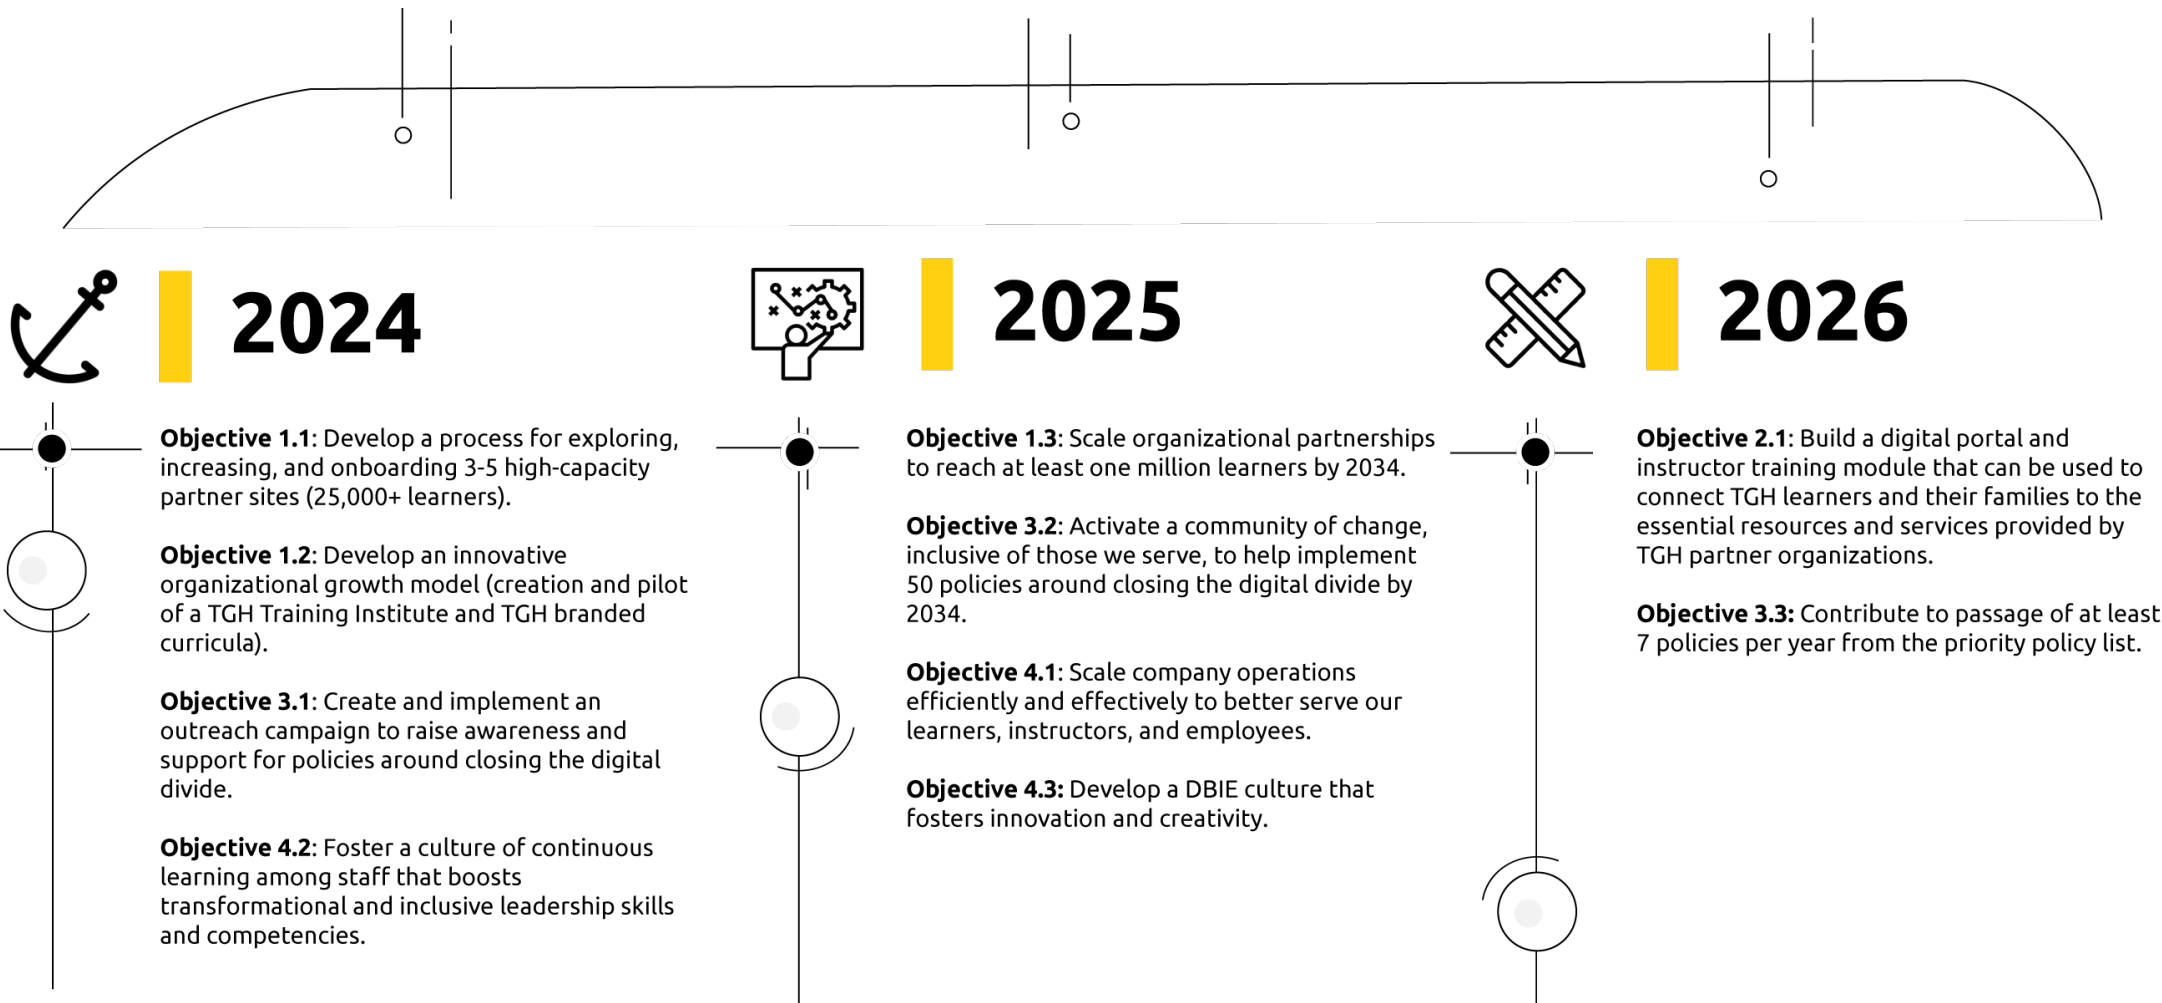 2024
Objective 1.1: Develop a process for exploring,
increasing, and onboarding 3-5 high-capacity
partner sites (25,000+ learners).
Objective 1.2: Develop an innovative
organizational growth model (creation and pilot
of a TGH Training Institute and TGH branded
curricula).
Objective 3.1: Create and implement an
outreach campaign to raise awareness and
support for policies around closing the digital
divide.
Objective 4.2: Foster a culture of continuous
learning among staff that boosts
transformational and inclusive leadership skills
and competencies.
2025
Objective 1.3: Scale organizational partnerships
to reach at least one million learners by 2034.
Objective 3.2: Activate a community of change,
inclusive of those we serve, to help implement
50 policies around closing the digital divide by
2034.
Objective 4.1: Scale company operations
efficiently and effectively to better serve our
learners, instructors, and employees.
Objective 4.3: Develop a DBIE culture that
fosters innovation and creativity.
2026
Objective 2.1: Build a digital portal and
instructor training module that can be used to
connect TGH learners and their families to the
essential resources and services provided by
TGH partner organizations.
Objective 3.3: Contribute to passage of at least
7 policies per year from the priority policy list.